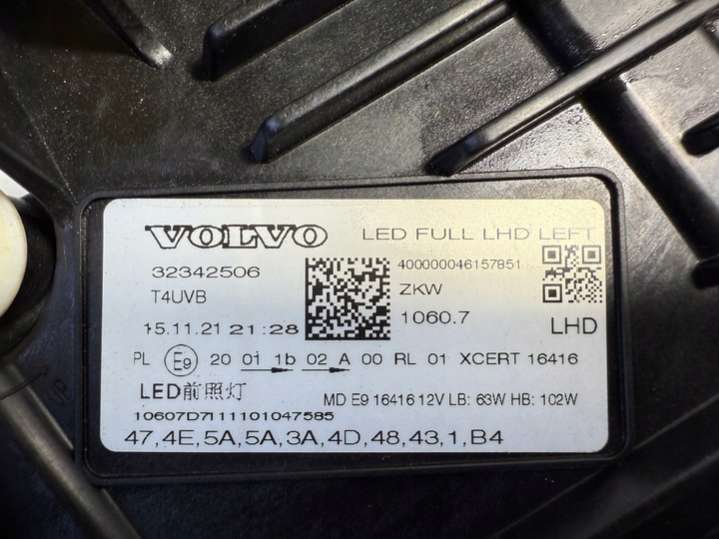 VOLVO LED FULL LHD LEFT
32342506 400000046157851
T4UVB ZKW
15.11.21 21:28 1060.7 LHD
PL E9 20 01 1b 02 A 00 RL 01 XCERT 16416
LED前照灯 MD E9 16416 12V LB: 63W HB: 102W
10607D7111101047585
47,4E,5A,5A,3A,4D,48,43,1,B4